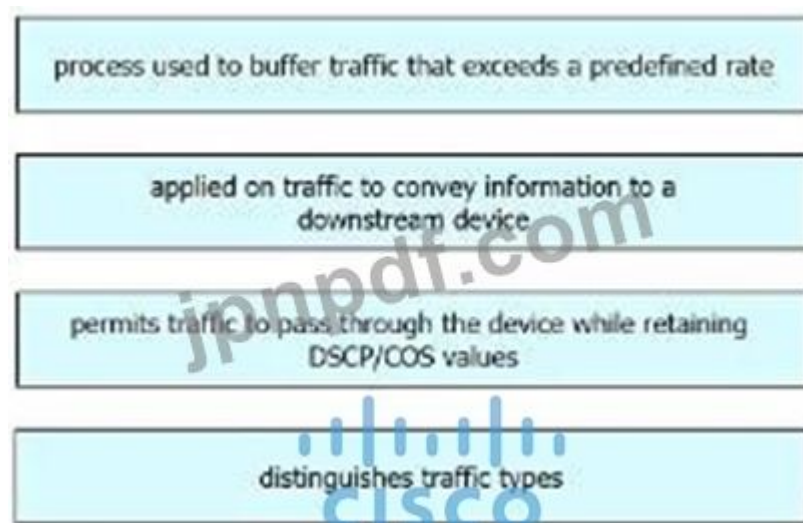 process used to buffer traffic that exceeds a predefined rate
applied on traffic to convey information to a
downstream device
jpnpdf.com
permits traffic to pass through the device while retaining
DSCP/COS values
distinguishes traffic types
CISCO